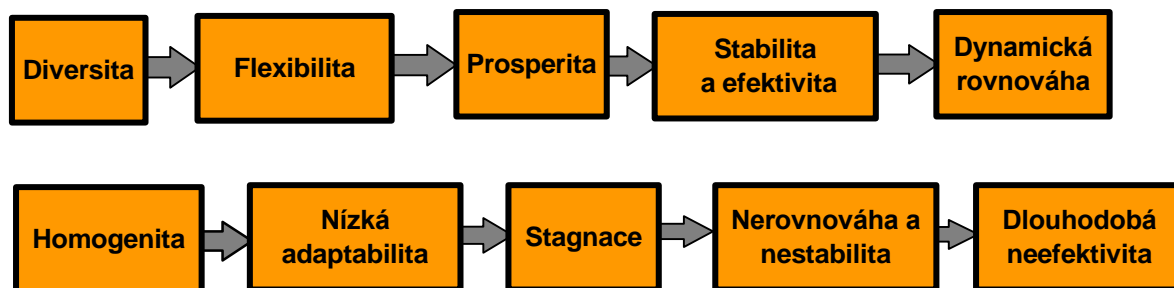 Diversita
Flexibilita
Prosperita
Stabilita
a efektivita
Dynamická
rovnováha
Homogenita
Nízká
adaptabilita
Stagnace
Nerovnováha a
nestabilita
Dlouhodobá
neefektivita